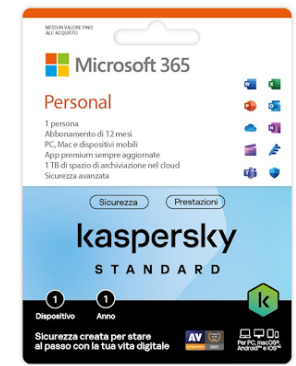 NESSUN VALORE FINO
ALL' ACQUISTO
Microsoft 365
Personal
1 persona
Abbonamento di 12 mesi
PC, Mac e dispositivi mobili
App premium sempre aggiornate
1 TB di spazio di archiviazione nel cloud
Sicurezza avanzata
Sicurezza
Prestazioni
kaspersky
STANDARD
1
1
Dispositivo
Anno
Sicurezza creata per stare
al passo con la tua vita digitale
AV
Per PC, macOS®,
Android™ e iOS®